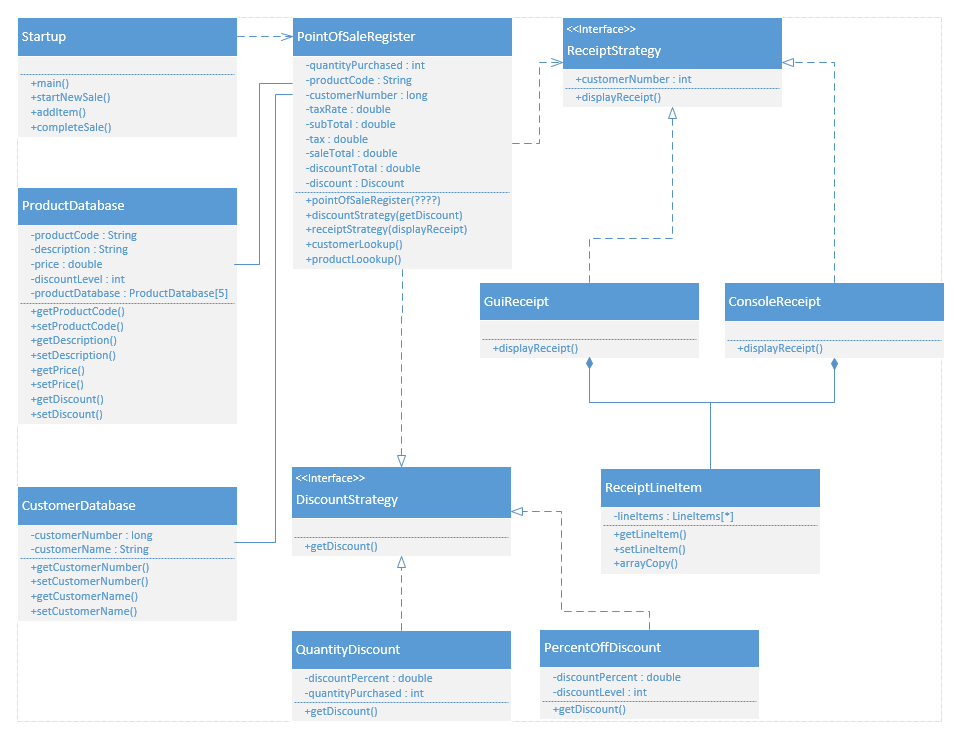 Startup
+main()
+startNewSale()
+addItem()
+completeSale()
PointOfSaleRegister
-quantityPurchased : int
-productCode : String
-customerNumber : long
-taxRate : double
-subTotal : double
-tax : double
-saleTotal : double
-discountTotal : double
-discount : Discount
+pointOfSaleRegister(????)
+discountStrategy(getDiscount)
+receiptStrategy(displayReceipt)
+customerLookup()
+productLoookup()
<<Interface>>
ReceiptStrategy
+customerNumber : int
+displayReceipt()
ProductDatabase
-productCode : String
-description : String
-price : double
-discountLevel : int
-productDatabase : ProductDatabase[5]
+getProductCode()
+setProductCode()
+getDescription()
+setDescription()
+getPrice()
+setPrice()
+getDiscount()
+setDiscount()
GuiReceipt
+displayReceipt()
ConsoleReceipt
+displayReceipt()
CustomerDatabase
-customerNumber : long
-customerName : String
+getCustomerNumber()
+setCustomerNumber()
+getCustomerName()
+setCustomerName()
<<Interface>>
DiscountStrategy
+getDiscount()
ReceiptLineItem
-lineItems : LineItems[*]
+getLineItem()
+setLineItem()
+arrayCopy()
QuantityDiscount
-discountPercent : double
-quantityPurchased : int
+getDiscount()
PercentOffDiscount
-discountPercent : double
-discountLevel : int
+getDiscount()